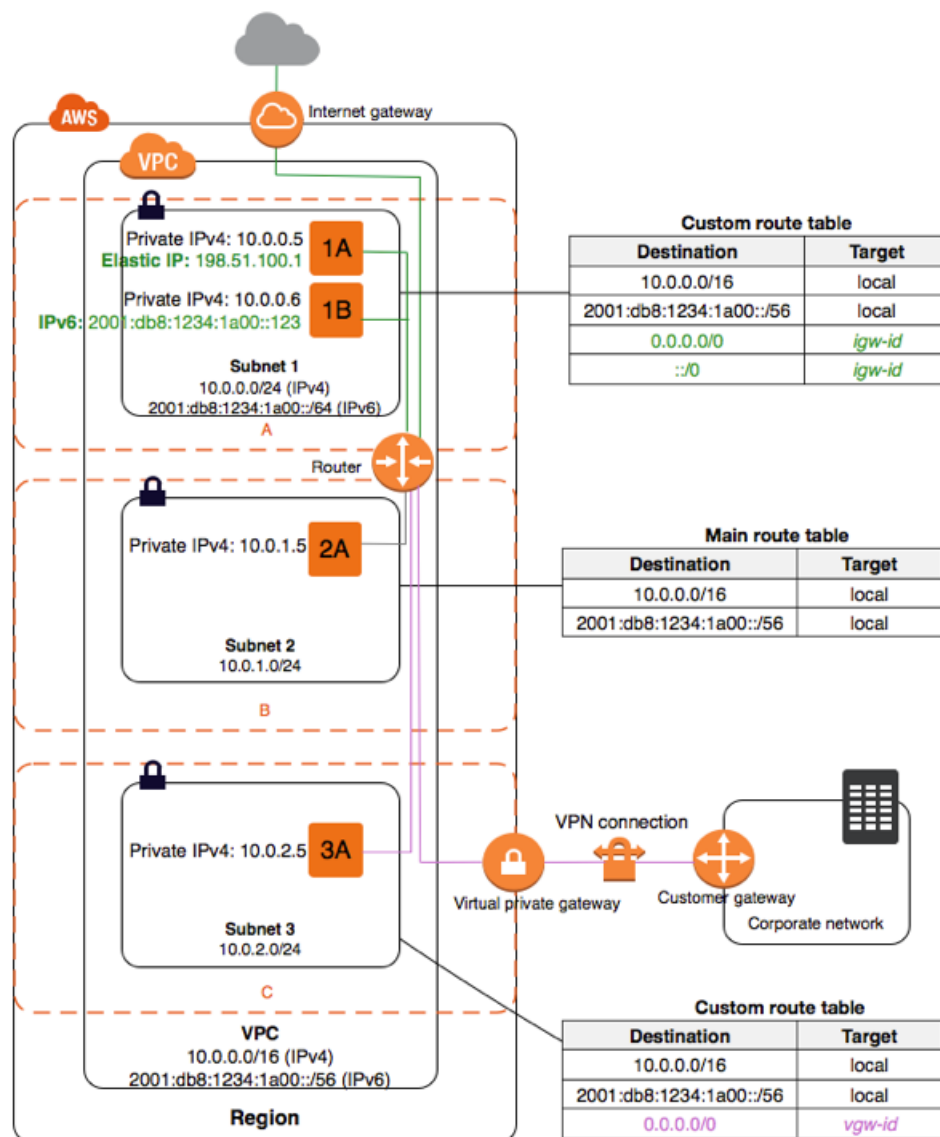 Internet gateway
AWS
VPC
Private IPv4: 10.0.0.5
Elastic IP: 198.51.100.1
1A
Private IPv4: 10.0.0.6
IPv6: 2001:db8:1234:1a00::123
1B
Subnet 1
10.0.0.0/24 (IPv4)
2001:db8:1234:1a00::/64 (IPv6)
A
Custom route table
Destination Target
10.0.0.0/16 local
2001:db8:1234:1a00::/56 local
0.0.0.0/0 igw-id
::/0 igw-id
Router
Private IPv4: 10.0.1.5
2A
Subnet 2
10.0.1.0/24
B
Main route table
Destination Target
10.0.0.0/16 local
2001:db8:1234:1a00::/56 local
Private IPv4: 10.0.2.5
3A
Subnet 3
10.0.2.0/24
C
VPN connection
Virtual private gateway
Customer gateway
Corporate network
VPC
10.0.0.0/16 (IPv4)
2001:db8:1234:1a00::/56 (IPv6)
Region
Custom route table
Destination Target
10.0.0.0/16 local
2001:db8:1234:1a00::/56 local
0.0.0.0/0 vgw-id